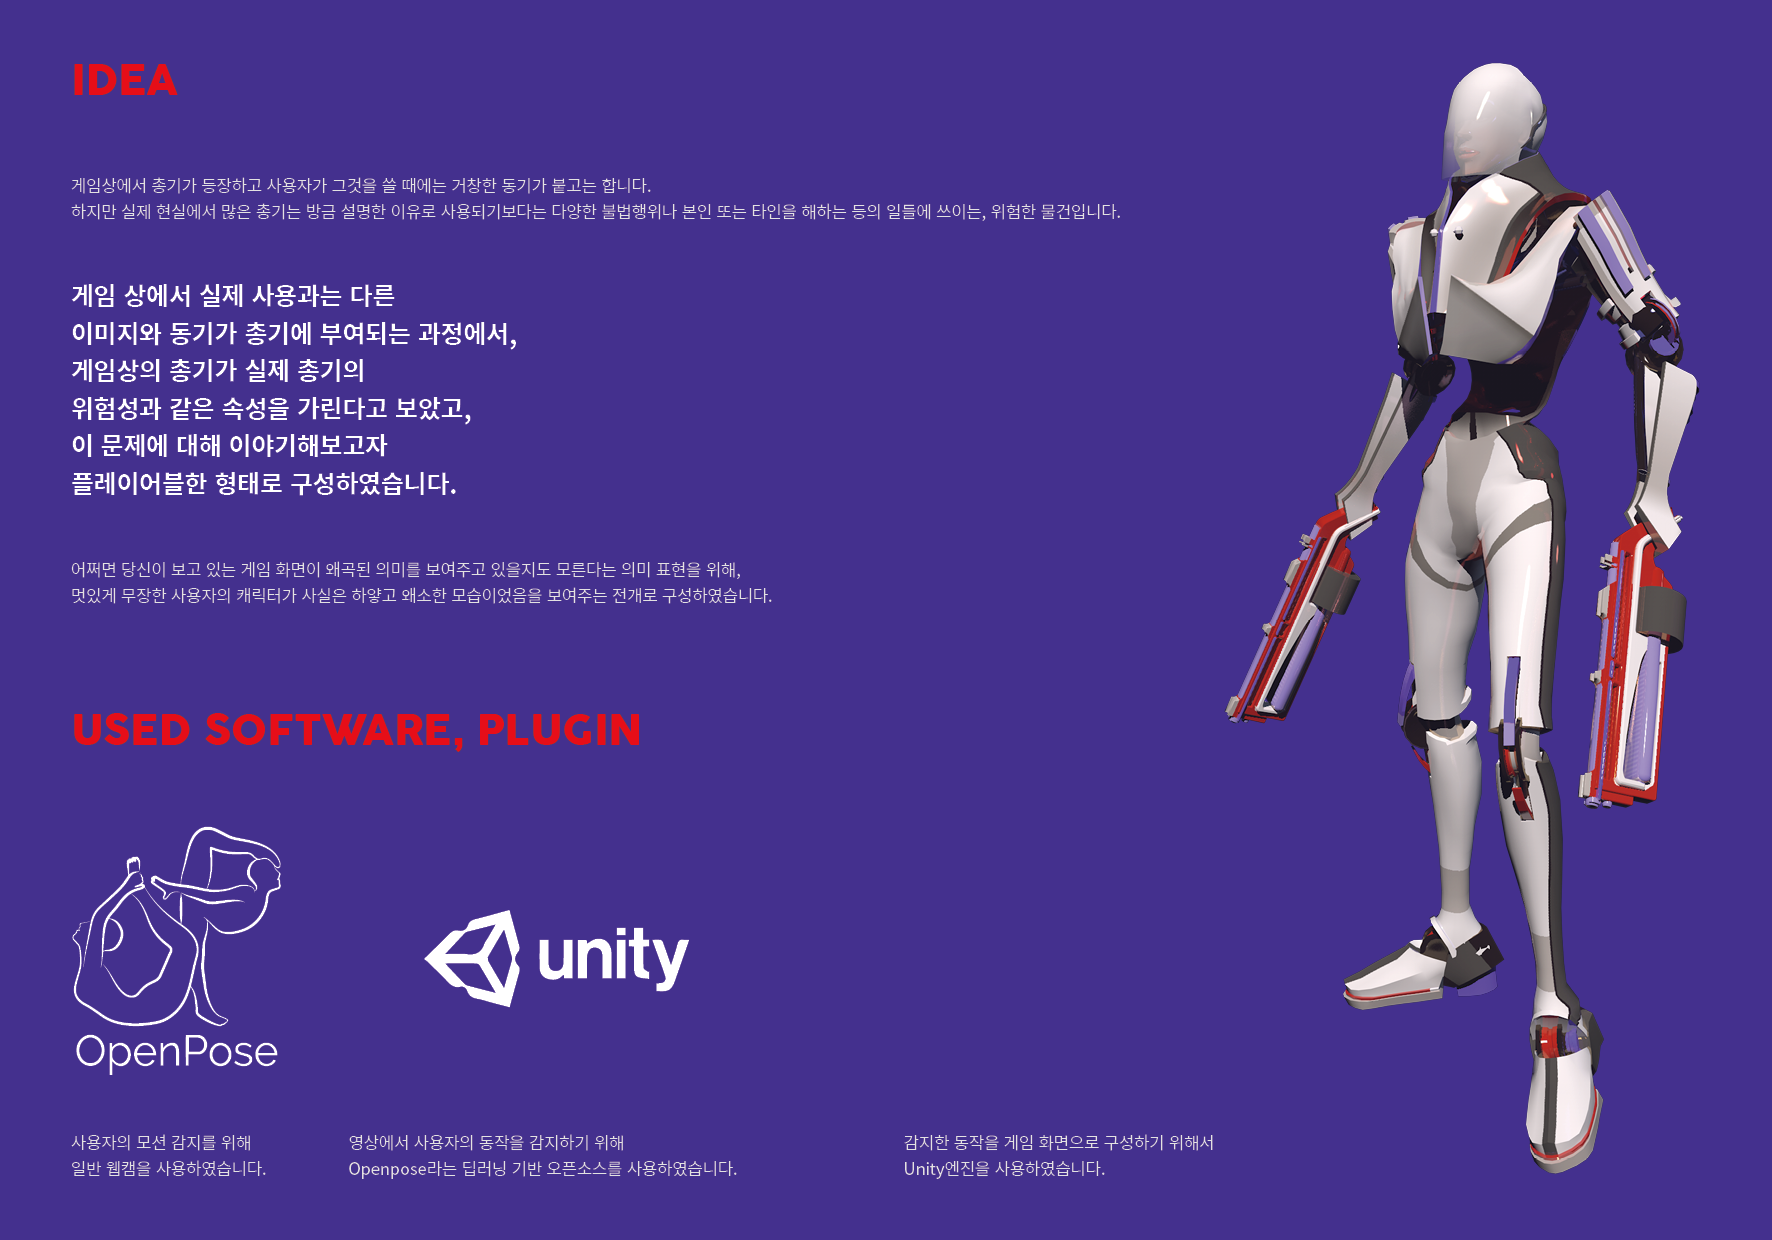 IDEA
게임상에서 총기가 등장하고 사용자가 그것을 쓸 때에는 거창한 동기가 붙고는 합니다.
하지만 실제 현실에서 많은 총기는 방금 설명한 이유로 사용되기보다는 다양한 불법행위나 본인 또는 타인을 해하는 등의 일들에 쓰이는, 위험한 물건입니다.
게임 상에서 실제 사용과는 다른
이미지와 동기가 총기에 부여되는 과정에서,
게임상의 총기가 실제 총기의
위험성과 같은 속성을 가린다고 보았고,
이 문제에 대해 이야기해보고자
플레이어블한 형태로 구성하였습니다.
어쩌면 당신이 보고 있는 게임 화면이 왜곡된 의미를 보여주고 있을지도 모른다는 의미 표현을 위해,
멋있게 무장한 사용자의 캐릭터가 사실은 하얗고 왜소한 모습이었음을 보여주는 전개로 구성하였습니다.
USED SOFTWARE, PLUGIN
OpenPose
unity
사용자의 모션 감지를 위해
일반 웹캠을 사용하였습니다.
영상에서 사용자의 동작을 감지하기 위해
Openpose라는 딥러닝 기반 오픈소스를 사용하였습니다.
감지한 동작을 게임 화면으로 구성하기 위해서
Unity엔진을 사용하였습니다.